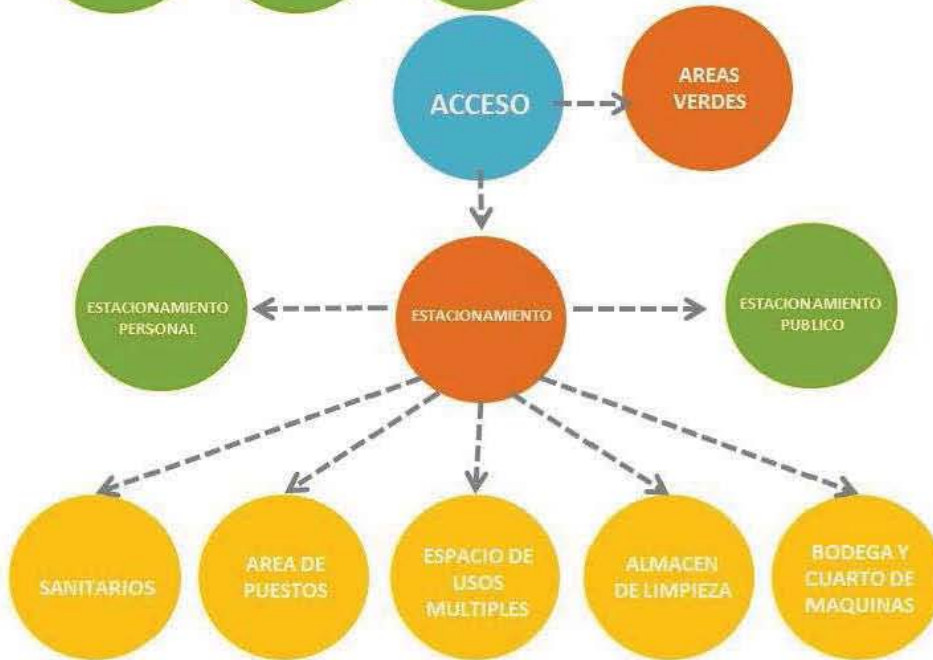 ACCESO
AREAS
VERDES
ESTACIONAMIENTO
PERSONAL
ESTACIONAMIENTO
ESTACIONAMIENTO
PUBLICO
SANITARIOS
AREA DE
PUESTOS
ESPACIO DE
USOS
MULTIPLES
ALMACEN
DE LIMPIEZA
BODEGA Y
CUARTO DE
MAQUINAS